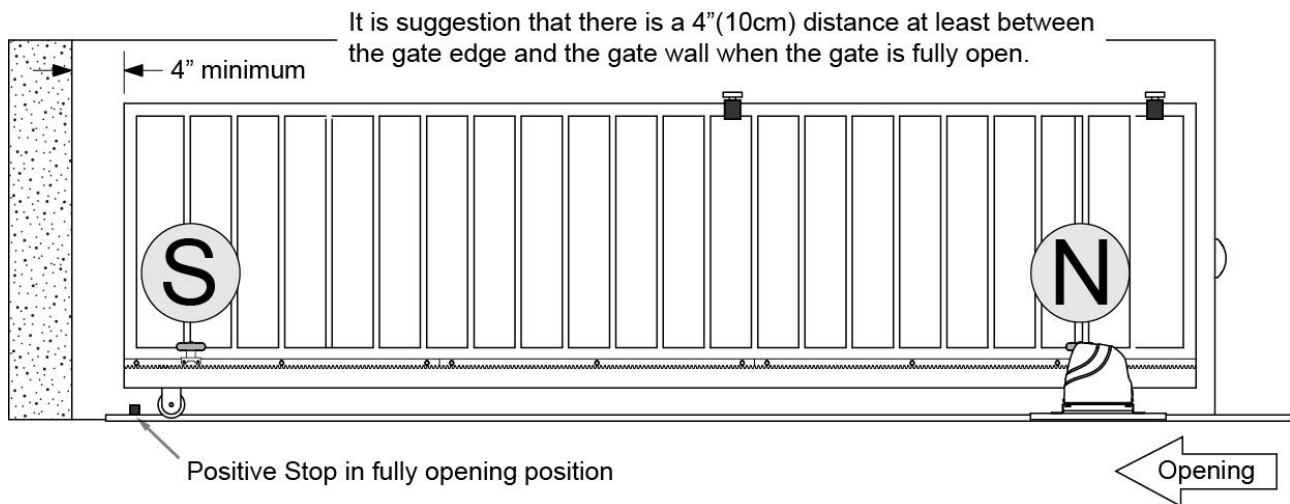 It is suggestion that there is a 4”(10cm) distance at least between
the gate edge and the gate wall when the gate is fully open.
4” minimum
S
N
Positive Stop in fully opening position
Opening